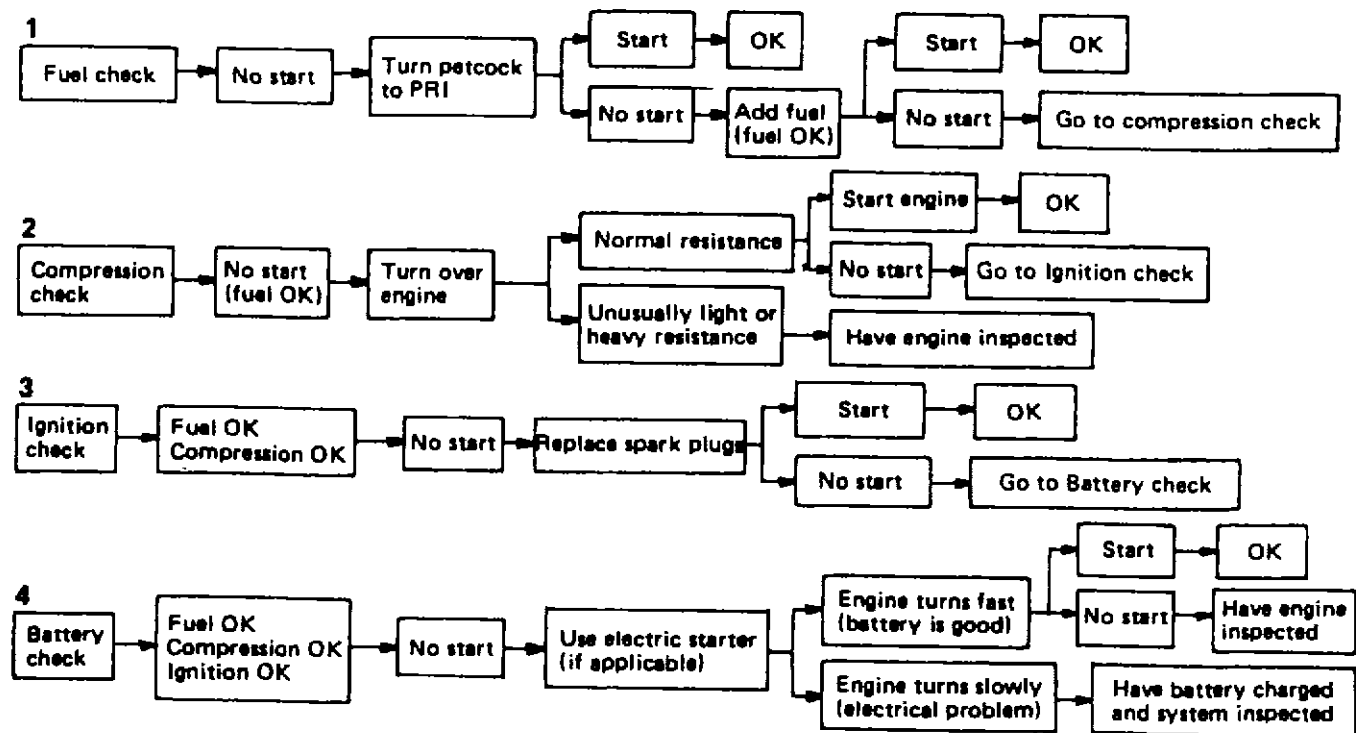 1
Fuel check
No start
Turn petcock
to PRI
Start
OK
No start
Add fuel
(fuel OK)
Start
OK
No start
Go to compression check
2
Compression
check
No start
(fuel OK)
Turn over
engine
Normal resistance
Start engine
OK
No start
Go to Ignition check
Unusually light or
heavy resistance
Have engine inspected
3
Ignition
check
Fuel OK
Compression OK
No start
Replace spark plugs
Start
OK
No start
Go to Battery check
4
Battery
check
Fuel OK
Compression OK
Ignition OK
No start
Use electric starter
(if applicable)
Engine turns fast
(battery is good)
Start
OK
No start
Have engine
inspected
Engine turns slowly
(electrical problem)
Have battery charged
and system inspected